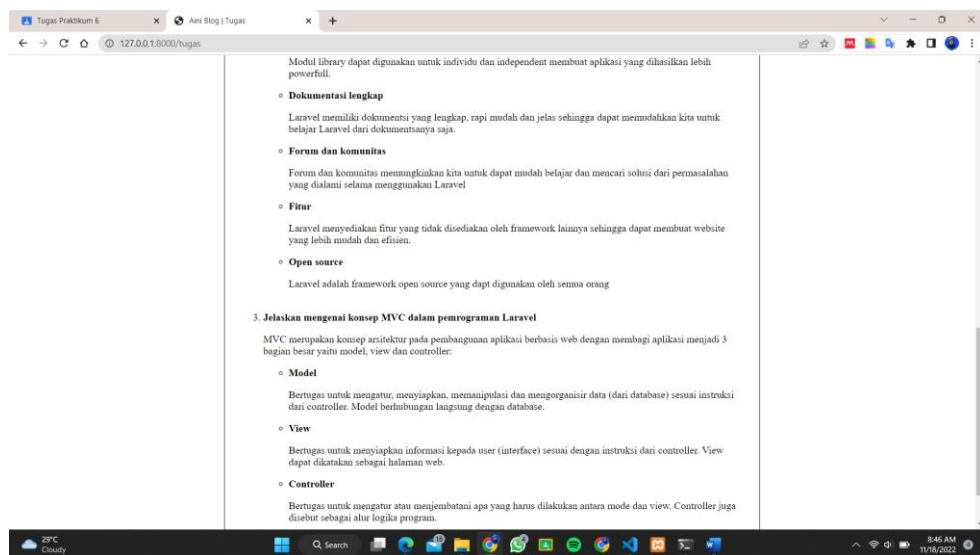 Tugas Praktikum 6
Aini Blog | Tugas
127.0.0.1:8000/tugas
Modul library dapat digunakan untuk individu dan independent membuat aplikasi yang dihasilkan lebih
powerfull.
Dokumentasi lengkap
Laravel memiliki dokumentsi yang lengkap, rapi mudah dan jelas sehingga dapat memudahkan kita untuk
belajar Laravel dari dokumentsanya saja.
Forum dan komunitas
Forum dan komunitas memungkinkan kita untuk dapat mudah belajar dan mencari solusi dari permasalahan
yang dialami selama menggunakan Laravel
Fitur
Laravel menyediakan fitur yang tidak disediakan oleh framework lainnya sehingga dapat membuat website
yang lebih mudah dan efisien.
Open source
Laravel adalah framework open source yang dapt digunakan oleh semua orang
3. Jelaskan mengenai konsep MVC dalam pemrograman Laravel
MVC merupakan konsep arsitektur pada pembangunan aplikasi berbasis web dengan membagi aplikasi menjadi 3
bagian besar yaitu model, view dan controller:
Model
Bertugas untuk mengatur, menyiapkan, memanipulasi dan mengorganisir data (dari database) sesuai instruksi
dari controller. Model berhubungan langsung dengan database.
View
Bertugas untuk menyiapkan informasi kepada user (interface) sesuai dengan instruksi dari controller. View
dapat dikatakan sebagai halaman web.
Controller
Bertugas untuk mengatur atau menjembatani apa yang harus dilakukan antara mode dan view. Controller juga
disebut sebagai alur logika program.
29°C
Cloudy
Search
8:46 AM
11/18/2022